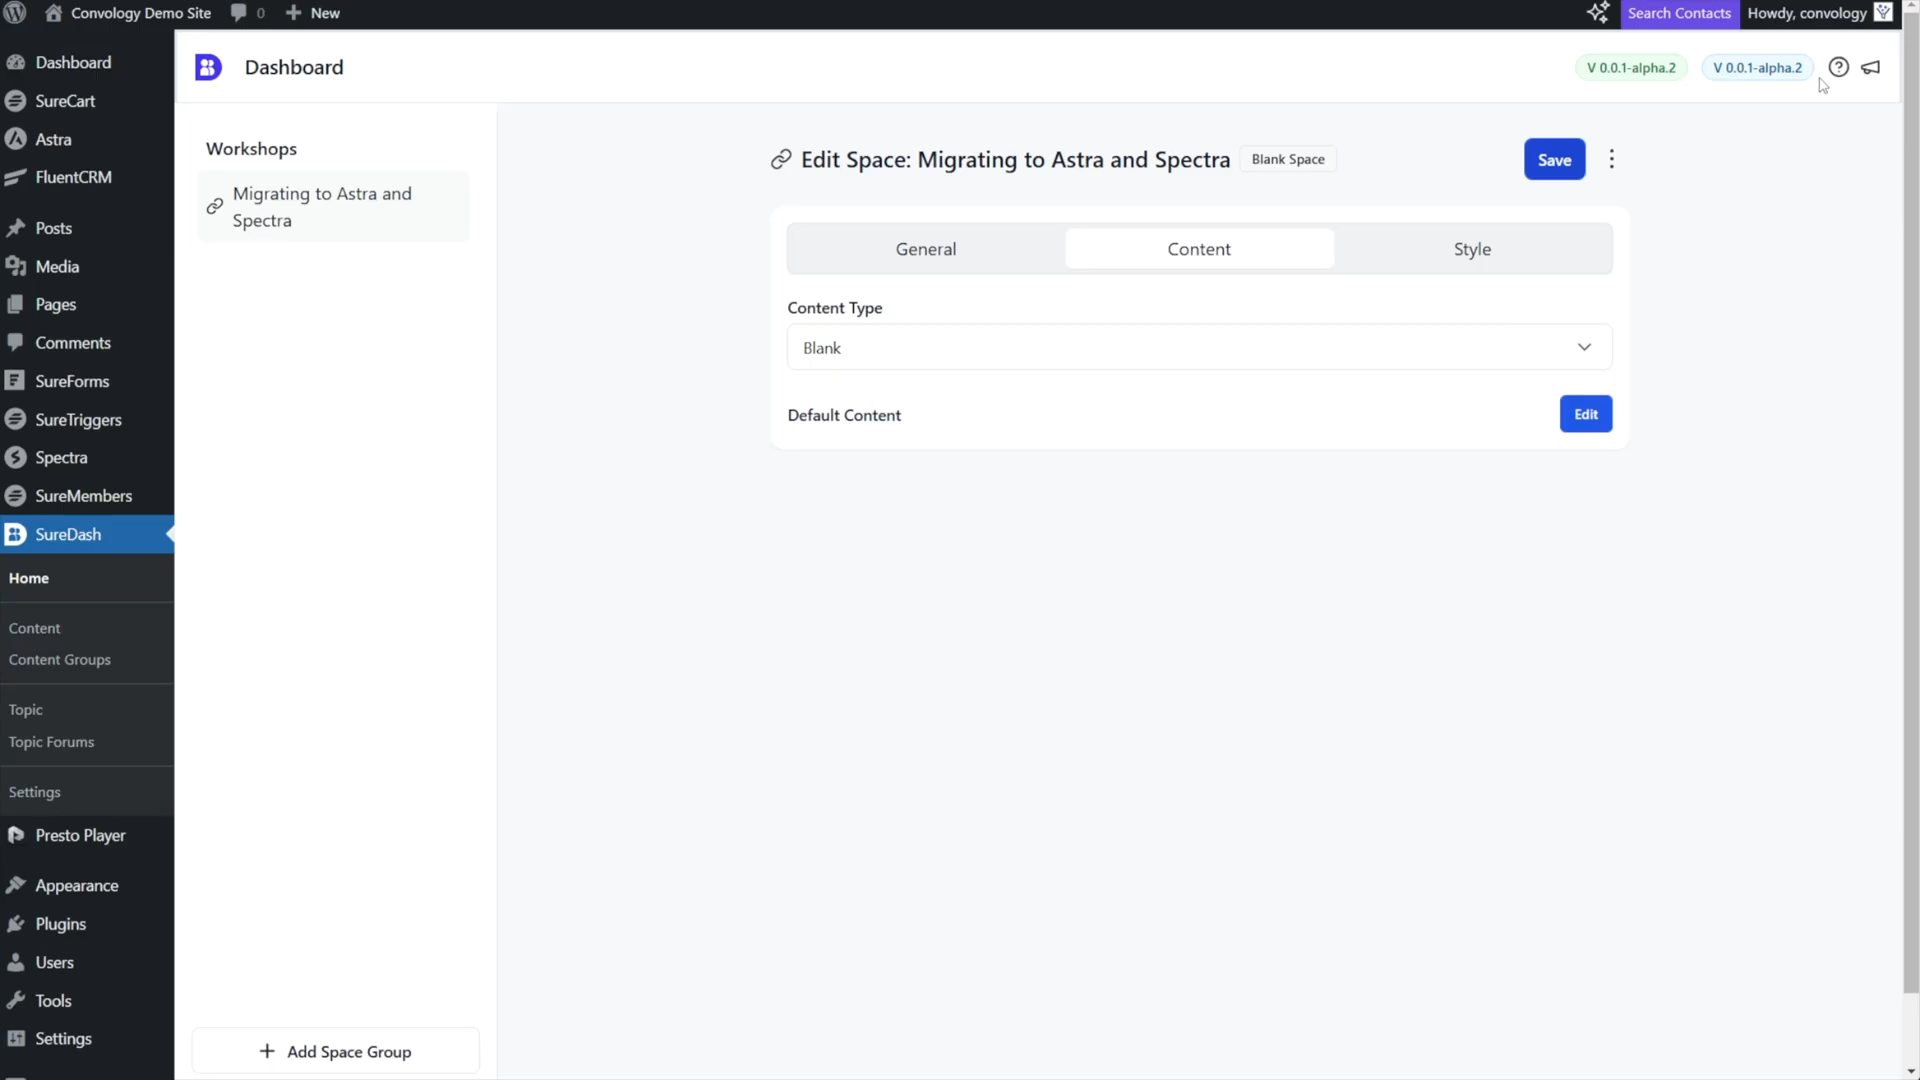 Convology Demo Site
0
New
Search Contacts
Howdy, convology
Dashboard
SureCart
Astra
FluentCRM
Posts
Media
Pages
Comments
SureForms
SureTriggers
Spectra
SureMembers
SureDash
Home
Content
Content Groups
Topic
Topic Forums
Settings
Presto Player
Appearance
Plugins
Users
Tools
Settings
Dashboard
V 0.0.1-alpha.2
V 0.0.1-alpha.2
Workshops
Migrating to Astra and
Spectra
Add Space Group
Edit Space: Migrating to Astra and Spectra
Blank Space
Save
General
Content
Style
Content Type
Blank
Default Content
Edit